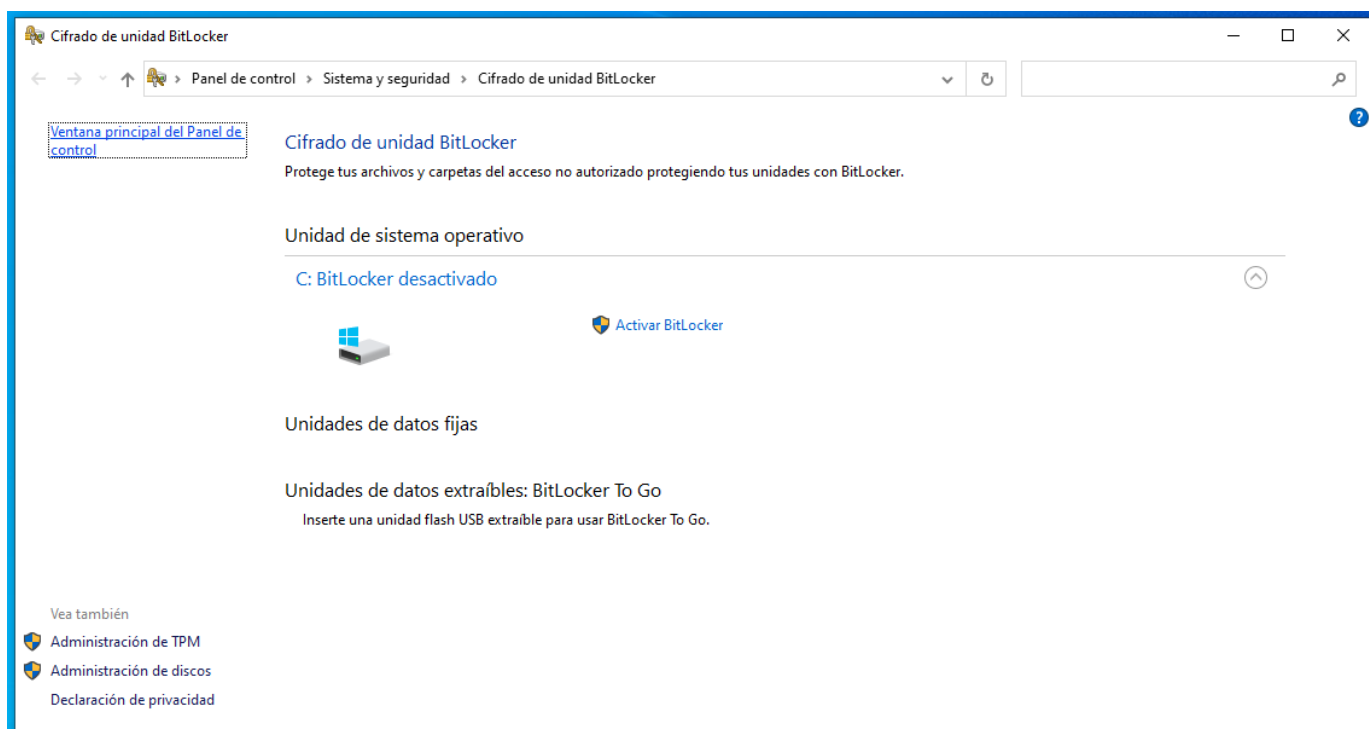 Cifrado de unidad BitLocker
Panel de control > Sistema y seguridad > Cifrado de unidad BitLocker
Ventana principal del Panel de
control
Cifrado de unidad BitLocker
Protege tus archivos y carpetas del acceso no autorizado protegiendo tus unidades con BitLocker.
Unidad de sistema operativo
C: BitLocker desactivado
Activar BitLocker
Unidades de datos fijas
Unidades de datos extraíbles: BitLocker To Go
Inserte una unidad flash USB extraíble para usar BitLocker To Go.
Vea también
Administración de TPM
Administración de discos
Declaración de privacidad